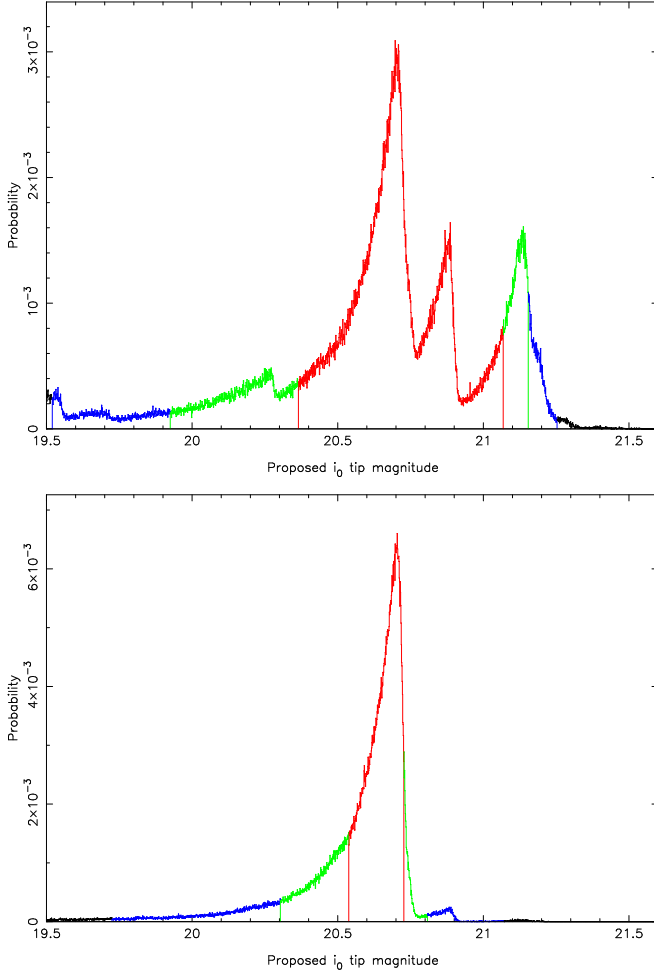 3×10⁻³
2×10⁻³
10⁻³
0
Probability
19.5 20 20.5 21 21.5
Proposed i₀ tip magnitude
6×10⁻³
4×10⁻³
2×10⁻³
0
Probability
19.5 20 20.5 21 21.5
Proposed i₀ tip magnitude